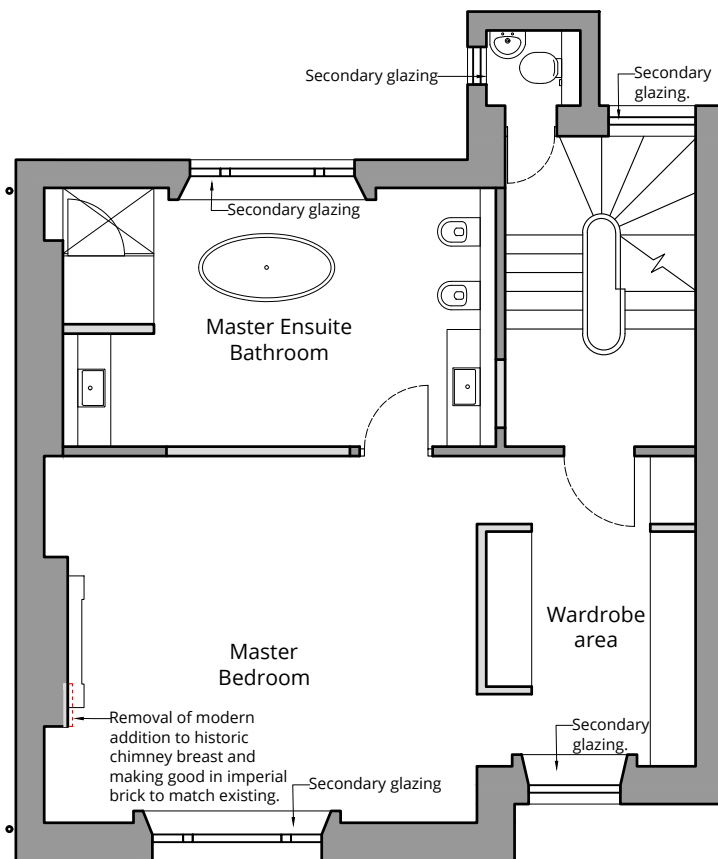 Secondary glazing
Secondary
glazing.
Secondary glazing
Master Ensuite
Bathroom
Master
Bedroom
Wardrobe
area
Removal of modern
addition to historic
chimney breast and
making good in imperial
brick to match existing.
Secondary glazing
Secondary
glazing.